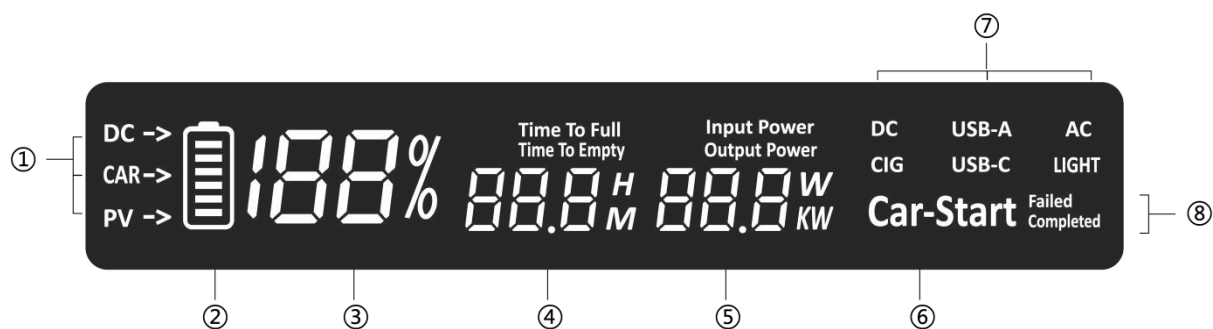 ⑦
DC -> 188% Time To Full Input Power DC USB-A AC
① CAR-> Time To Empty Output Power CIG USB-C LIGHT
PV -> 88.8 H M 88.8 W KW Car-Start Failed Completed ⑧
② ③ ④ ⑤ ⑥